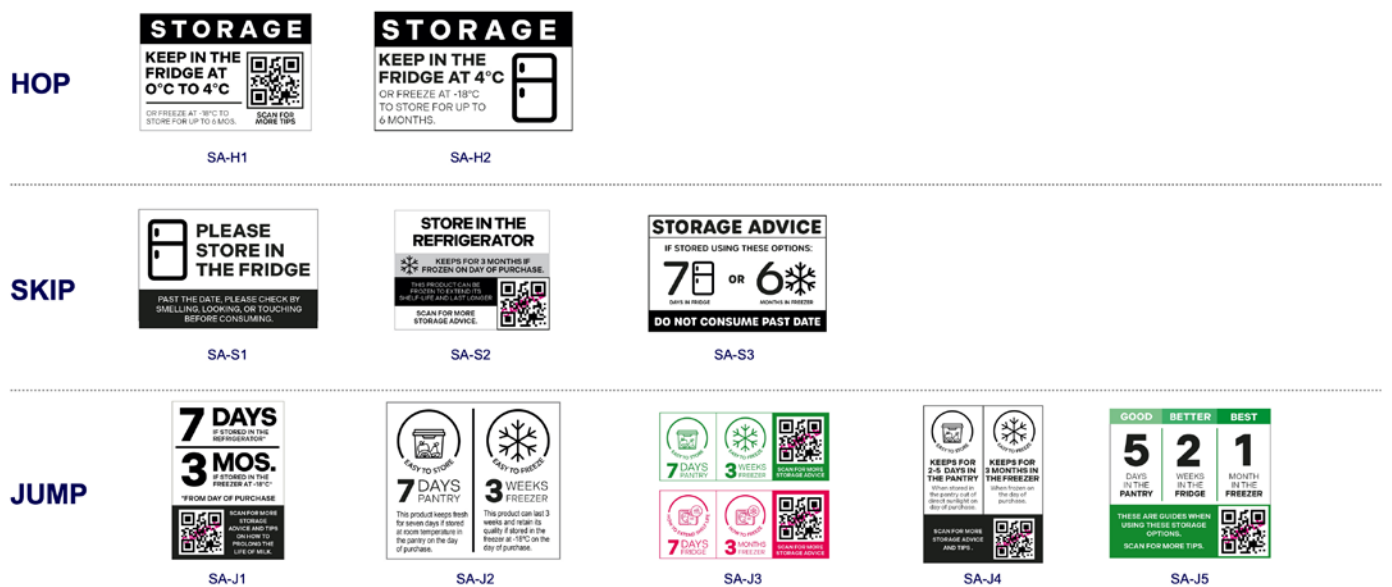 HOP
STORAGE
KEEP IN THE
FRIDGE AT
0°C TO 4°C
OR FREEZE AT -18°C TO
STORE FOR UP TO 6 MOS.
SCAN FOR
MORE TIPS
SA-H1
STORAGE
KEEP IN THE
FRIDGE AT 4°C
OR FREEZE AT -18°C
TO STORE FOR UP TO
6 MONTHS.
SA-H2
SKIP
PLEASE
STORE IN
THE FRIDGE
PAST THE DATE, PLEASE CHECK BY
SMELLING, LOOKING, OR TOUCHING
BEFORE CONSUMING.
SA-S1
STORE IN THE
REFRIGERATOR
KEEPS FOR 3 MONTHS IF
FROZEN ON DAY OF PURCHASE.
THIS PRODUCT CAN BE
FROZEN TO EXTEND ITS
SHELF-LIFE AND LAST LONGER
SCAN FOR MORE
STORAGE ADVICE.
SA-S2
STORAGE ADVICE
IF STORED USING THESE OPTIONS:
7 OR 6
DAYS IN FRIDGE MONTHS IN FREEZER
DO NOT CONSUME PAST DATE
SA-S3
JUMP
7 DAYS
IF STORED IN THE
REFRIGERATOR*
3 MOS.
IF STORED IN THE
FREEZER AT -18°C*
*FROM DAY OF PURCHASE
SCAN FOR MORE
STORAGE
ADVICE AND TIPS
ON HOW TO
PROLONG THE
LIFE OF MILK.
SA-J1
EASY TO STORE
7 DAYS
PANTRY
This product keeps fresh
for seven days if stored
at room temperature in
the pantry on the day
of purchase.
EASY TO FREEZE
3 WEEKS
FREEZER
This product can last 3
weeks and retain its
quality if stored in the
freezer at -18°C on the
day of purchase.
SA-J2
EASY TO STORE
7 DAYS
PANTRY
EASY TO FREEZE
3 WEEKS
FREEZER
SCAN FOR MORE
STORAGE ADVICE
7 DAYS
FRIDGE
HOW TO FREEZE
3 MONTHS
FREEZER
SCAN FOR MORE
STORAGE ADVICE
SA-J3
EASY TO STORE
KEEPS FOR
2-5 DAYS IN
THE PANTRY
When stored in
the pantry out of
direct sunlight on
day of purchase.
EASY TO FREEZE
KEEPS FOR
3 MONTHS IN
THE FREEZER
When frozen on
the day of
purchase.
SCAN FOR MORE
STORAGE ADVICE
AND TIPS.
SA-J4
GOOD BETTER BEST
5 2 1
DAYS WEEKS MONTH
IN THE IN THE IN THE
PANTRY FRIDGE FREEZER
THESE ARE GUIDES WHEN
USING THESE STORAGE
OPTIONS.
SCAN FOR MORE TIPS.
SA-J5